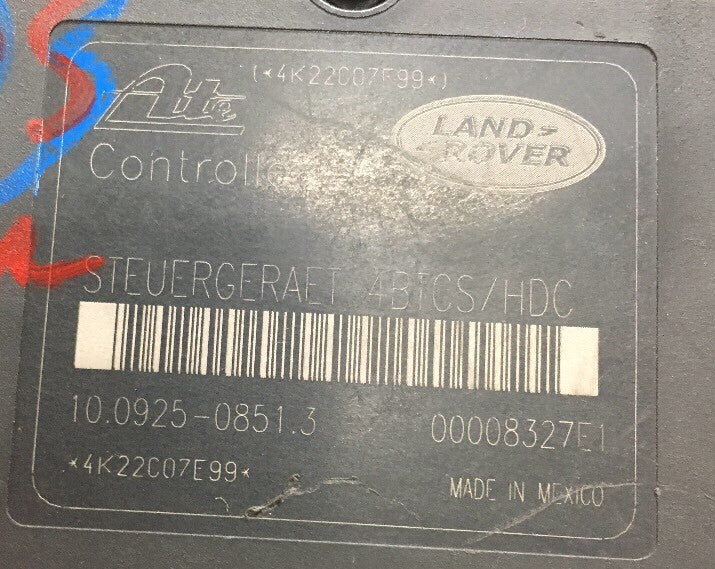 (*4K22C07E99*)
Ate
LAND-
ROVER
Controlle
STEUERGERAET 4BTCS/HDC
10.0925-0851.3 00008327E1
*4K22C07E99*
MADE IN MEXICO